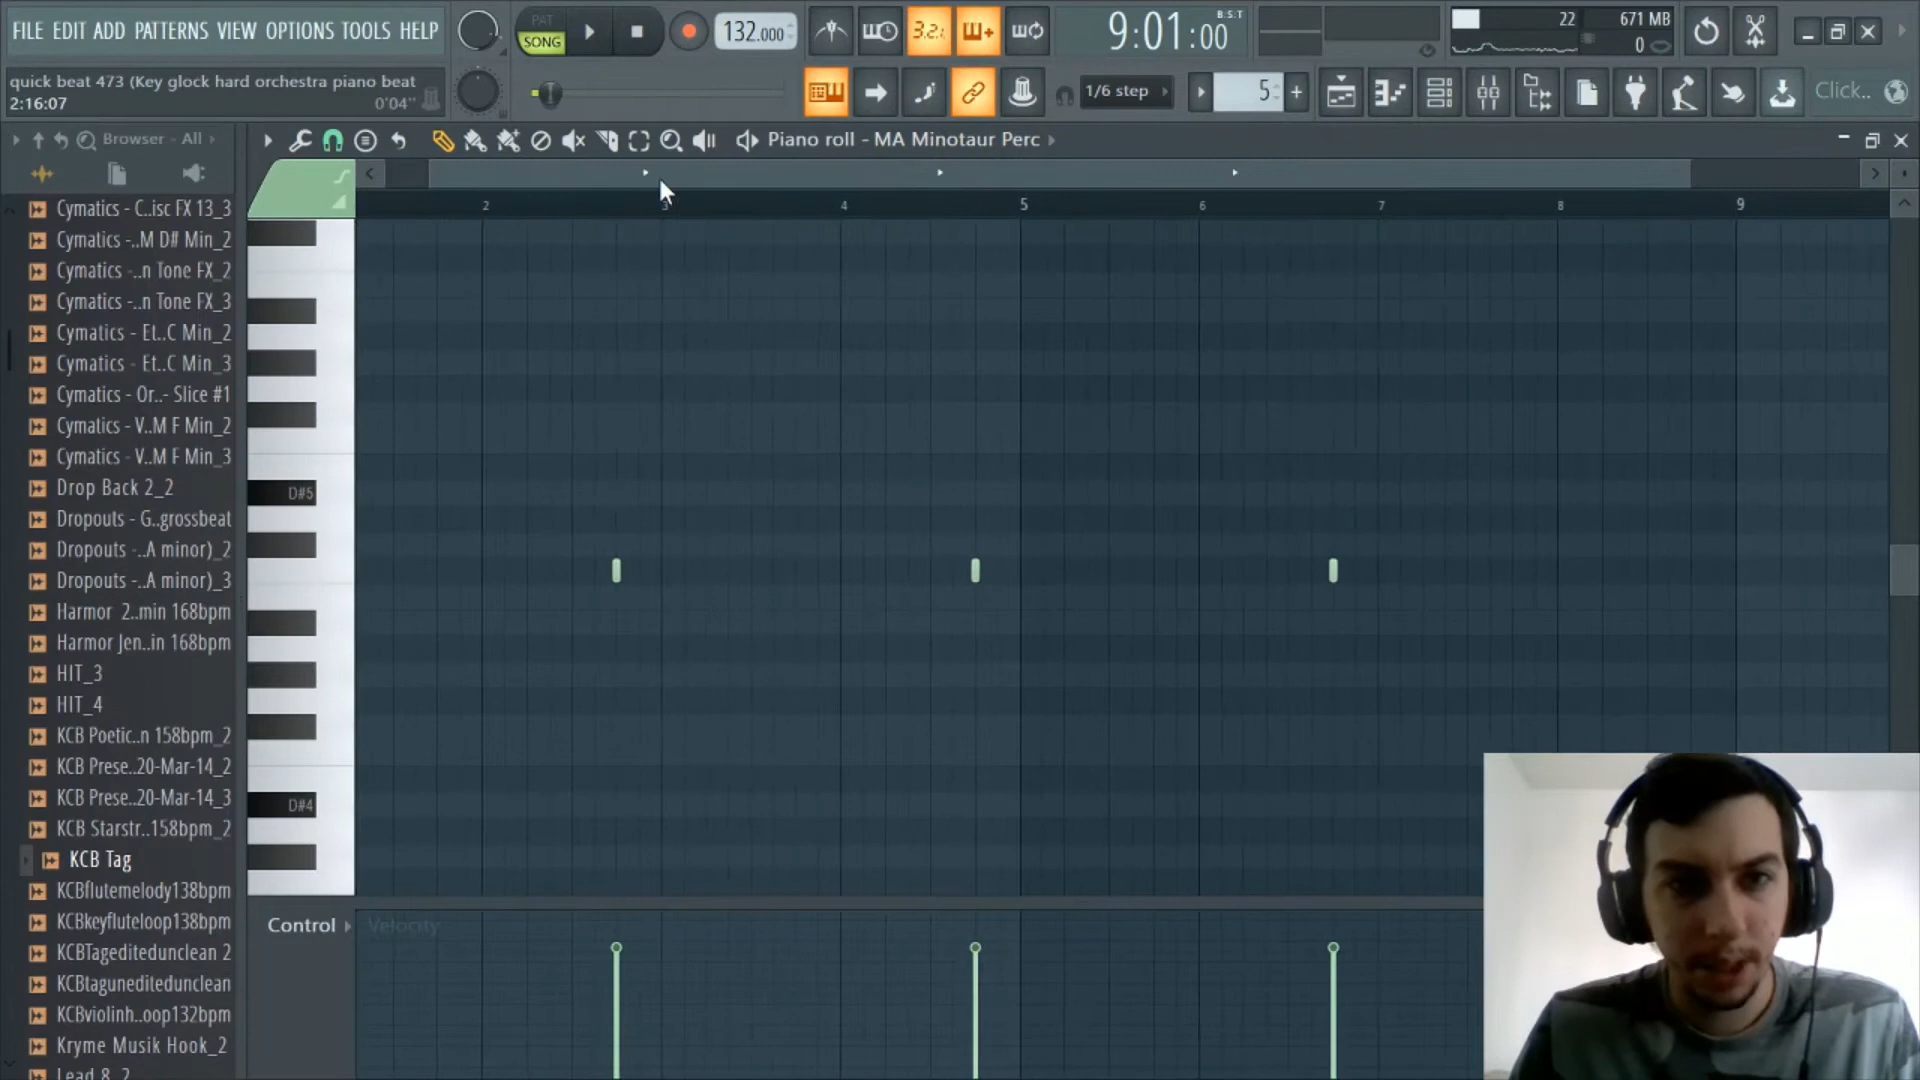 FILE EDIT ADD PATTERNS VIEW OPTIONS TOOLS HELP
PAT
SONG
132.000
3.2.
9:01:00
B:S:T
22
671 MB
0
quick beat 473 (Key glock hard orchestra piano beat
2:16:07
0'04"
1/6 step
5
Click..
Browser - All
Piano roll - MA Minotaur Perc
2
3
4
5
6
7
8
9
Cymatics - C..isc FX 13_3
Cymatics -..M D# Min_2
Cymatics -..n Tone FX_2
Cymatics -..n Tone FX_3
Cymatics - Et..C Min_2
Cymatics - Et..C Min_3
Cymatics - Or..- Slice #1
Cymatics - V..M F Min_2
Cymatics - V..M F Min_3
Drop Back 2_2
Dropouts - G..grossbeat
Dropouts -..A minor)_2
Dropouts -..A minor)_3
Harmor 2..min 168bpm
Harmor Jen..in 168bpm
HIT_3
HIT_4
KCB Poetic..n 158bpm_2
KCB Prese..20-Mar-14_2
KCB Prese..20-Mar-14_3
KCB Starstr..158bpm_2
KCB Tag
KCBflutemelody138bpm
KCBkeyfluteloop138bpm
KCBTageditedunclean 2
KCBtaguneditedunclean
KCBviolinh..oop132bpm
Kryme Musik Hook_2
Lead 8_2
D#5
D#4
Control
Velocity